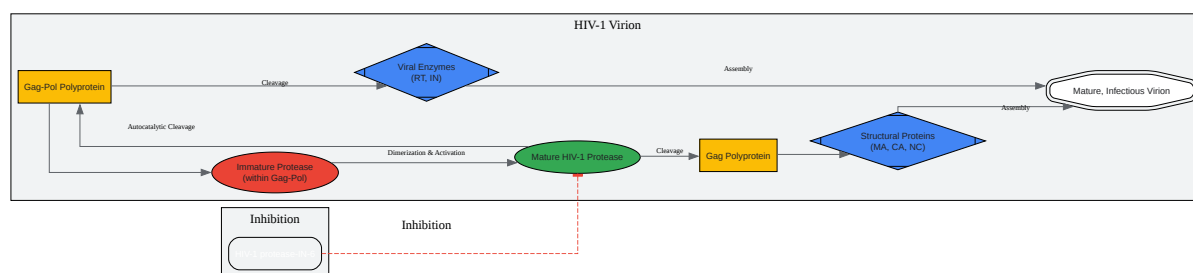 HIV-1 Virion
Viral Enzymes
(RT, IN)
Gag-Pol Polyprotein
Cleavage
Assembly
Mature, Infectious Virion
Assembly
Autocatalytic Cleavage
Structural Proteins
(MA, CA, NC)
Dimerization & Activation
Mature HIV-1 Protease
Cleavage
Gag Polyprotein
Immature Protease
(within Gag-Pol)
Inhibition
Inhibition